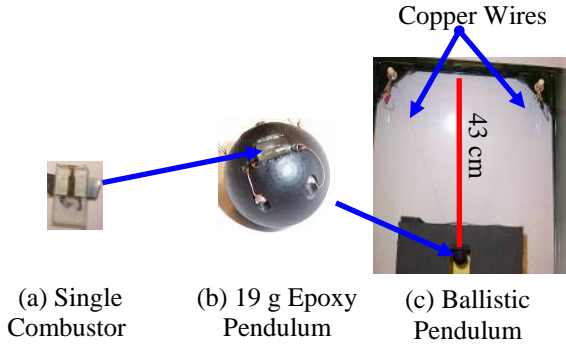 Copper Wires
43 cm
(a) Single
Combustor
(b) 19 g Epoxy
Pendulum
(c) Ballistic
Pendulum